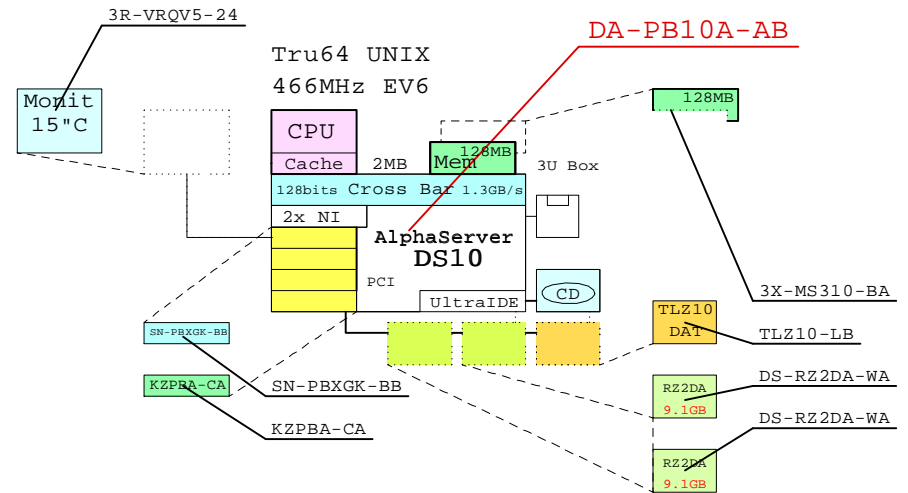 3R-VRQV5-24
DA-PB10A-AB
Tru64 UNIX
466MHz EV6
Monit
15"C
128MB
CPU
Cache
2MB
128MB
Mem
3U Box
128bits Cross Bar 1.3GB/s
2x NI
AlphaServer
DS10
PCI
UltraIDE
CD
3X-MS310-BA
TLZ10
DAT
TLZ10-LB
SN-PBXGK-BB
KZPBA-CA
SN-PBXGK-BB
KZPBA-CA
RZ2DA
9.1GB
DS-RZ2DA-WA
DS-RZ2DA-WA
RZ2DA
9.1GB